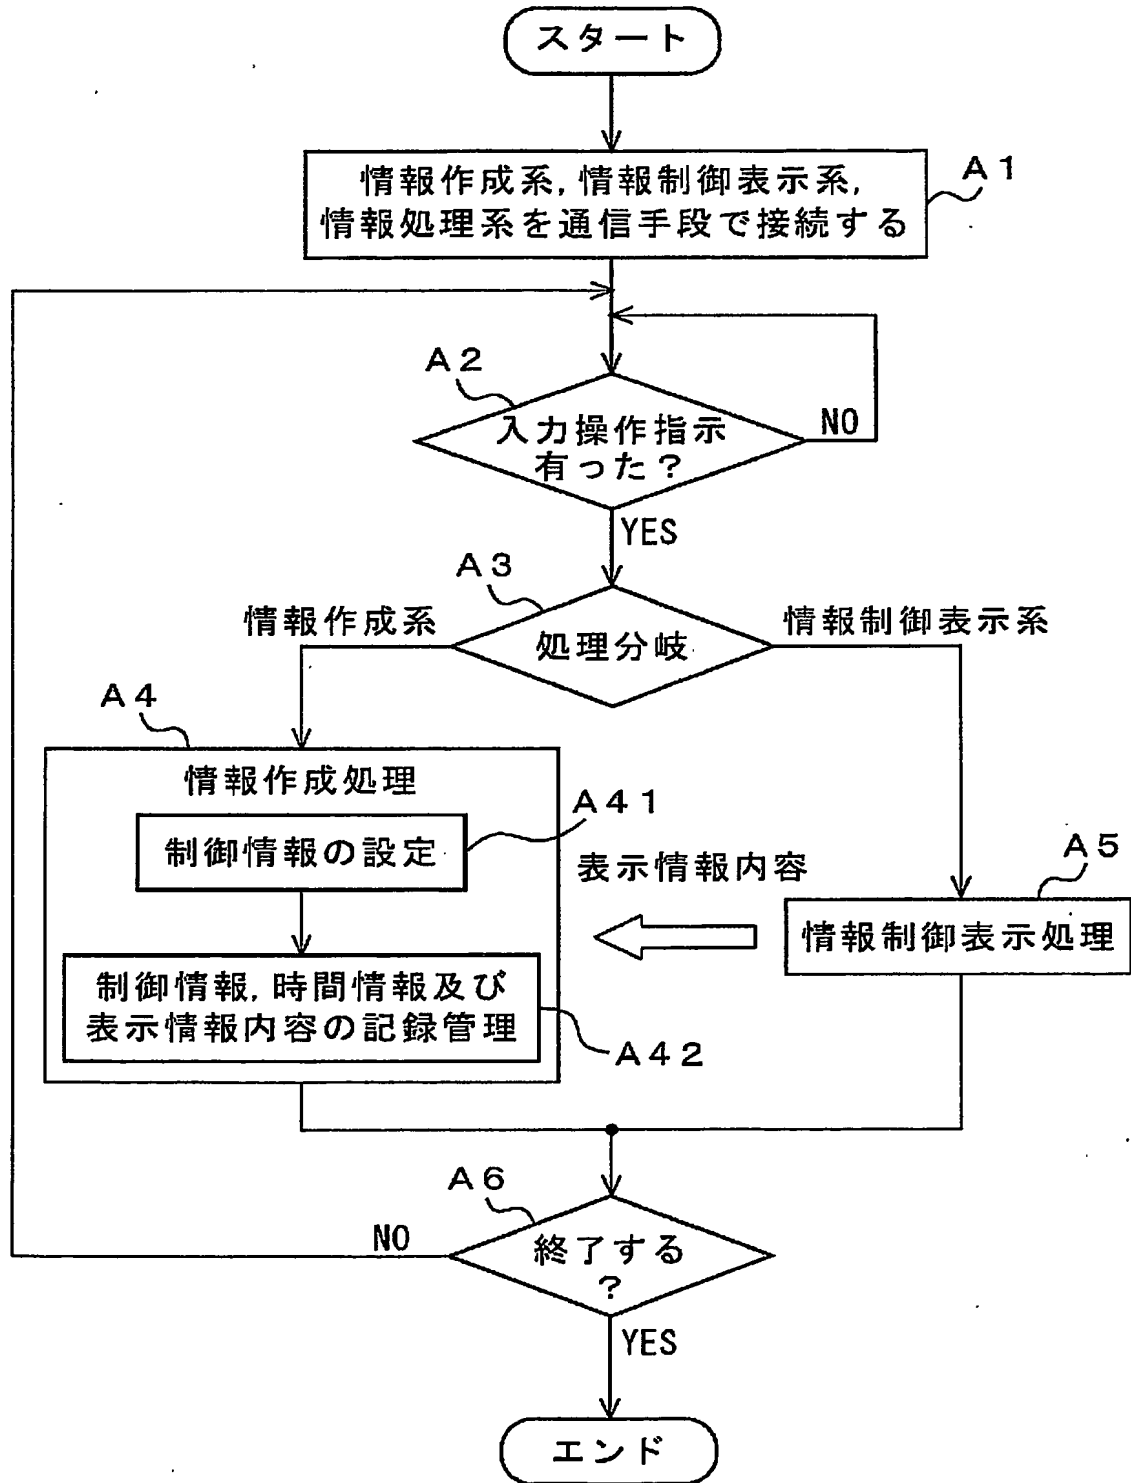 スタート
情報作成系,情報制御表示系,
情報処理系を通信手段で接続する
A1
A2
入力操作指示
有った?
NO
YES
A3
情報作成系
処理分岐
情報制御表示系
A4
情報作成処理
A41
制御情報の設定
表示情報内容
A5
情報制御表示処理
制御情報,時間情報及び
表示情報内容の記録管理
A42
A6
NO
終了する
?
YES
エンド